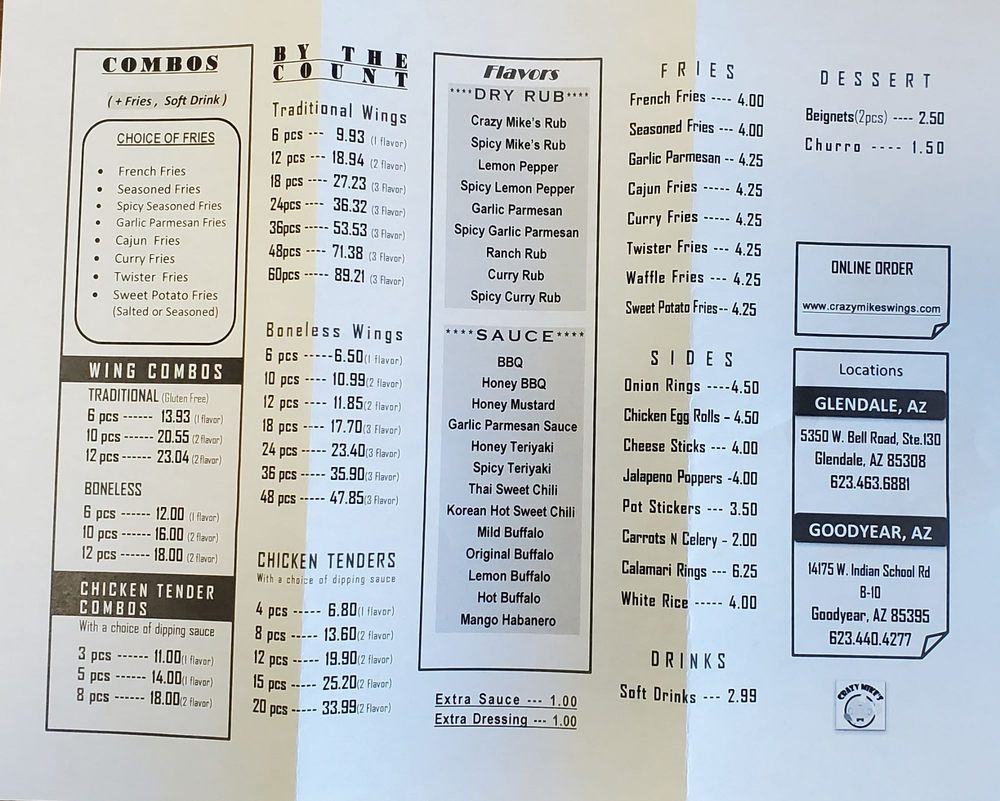 COMBOS
( + Fries , Soft Drink )
CHOICE OF FRIES
• French Fries
• Seasoned Fries
• Spicy Seasoned Fries
• Garlic Parmesan Fries
• Cajun Fries
• Curry Fries
• Twister Fries
• Sweet Potato Fries
(Salted or Seasoned)
WING COMBOS
TRADITIONAL (Gluten Free)
6 pcs ------ 13.93 (1 flavor)
10 pcs ----- 20.55 (2 flavor)
12 pcs ----- 23.04 (2 flavor)
BONELESS
6 pcs ------ 12.00 (1 flavor)
10 pcs ----- 16.00 (2 flavor)
12 pcs ----- 18.00 (2 flavor)
CHICKEN TENDER
COMBOS
With a choice of dipping sauce
3 pcs ------ 11.00(1 flavor)
5 pcs ------ 14.00(1 flavor)
8 pcs ------ 18.00(2 flavor)
BY THE
COUNT
Traditional Wings
6 pcs --- 9.93 (1 flavor)
12 pcs --- 18.94 (2 flavor)
18 pcs ---- 27.23 (3 Flavor)
24pcs ---- 36.32 (3 Flavor)
36pcs ---- 53.53 (3 Flavor)
48pcs ---- 71.38 (3 Flavor)
60pcs ---- 89.21 (3 Flavor)
Boneless Wings
6 pcs -----6.50(1 flavor)
10 pcs ---- 10.99(2 flavor)
12 pcs ---- 11.85(2 flavor)
18 pcs ---- 17.70(3 Flavor)
24 pcs ---- 23.40(3 Flavor)
36 pcs ---- 35.90(3 Flavor)
48 pcs ----- 47.85(3 Flavor)
CHICKEN TENDERS
With a choice of dipping sauce
4 pcs ------ 6.80(1 flavor)
8 pcs ------ 13.60(2 flavor)
12 pcs ----- 19.90(2 flavor)
15 pcs ----- 25.20(2 Flavor)
20 pcs ----- 33.99(2 Flavor)
Flavors
****DRY RUB****
Crazy Mike's Rub
Spicy Mike's Rub
Lemon Pepper
Spicy Lemon Pepper
Garlic Parmesan
Spicy Garlic Parmesan
Ranch Rub
Curry Rub
Spicy Curry Rub
****SAUCE****
BBQ
Honey BBQ
Honey Mustard
Garlic Parmesan Sauce
Honey Teriyaki
Spicy Teriyaki
Thai Sweet Chili
Korean Hot Sweet Chili
Mild Buffalo
Original Buffalo
Lemon Buffalo
Hot Buffalo
Mango Habanero
Extra Sauce --- 1.00
Extra Dressing --- 1.00
FRIES
French Fries ---- 4.00
Seasoned Fries --- 4.00
Garlic Parmesan -- 4.25
Cajun Fries ----- 4.25
Curry Fries ----- 4.25
Twister Fries ---- 4.25
Waffle Fries --- 4.25
Sweet Potato Fries-- 4.25
SIDES
Onion Rings ----4.50
Chicken Egg Rolls - 4.50
Cheese Sticks --- 4.00
Jalapeno Poppers -4.00
Pot Stickers --- 3.50
Carrots N Celery - 2.00
Calamari Rings --- 6.25
White Rice ----- 4.00
DRINKS
Soft Drinks --- 2.99
DESSERT
Beignets(2pcs) ---- 2.50
Churro ---- 1.50
ONLINE ORDER
www.crazymikeswings.com
Locations
GLENDALE, Az
5350 W. Bell Road, Ste.130
Glendale, AZ 85308
623.463.6881
GOODYEAR, AZ
14175 W. Indian School Rd
B-10
Goodyear, AZ 85395
623.440.4277
CRAZY MIKE'S